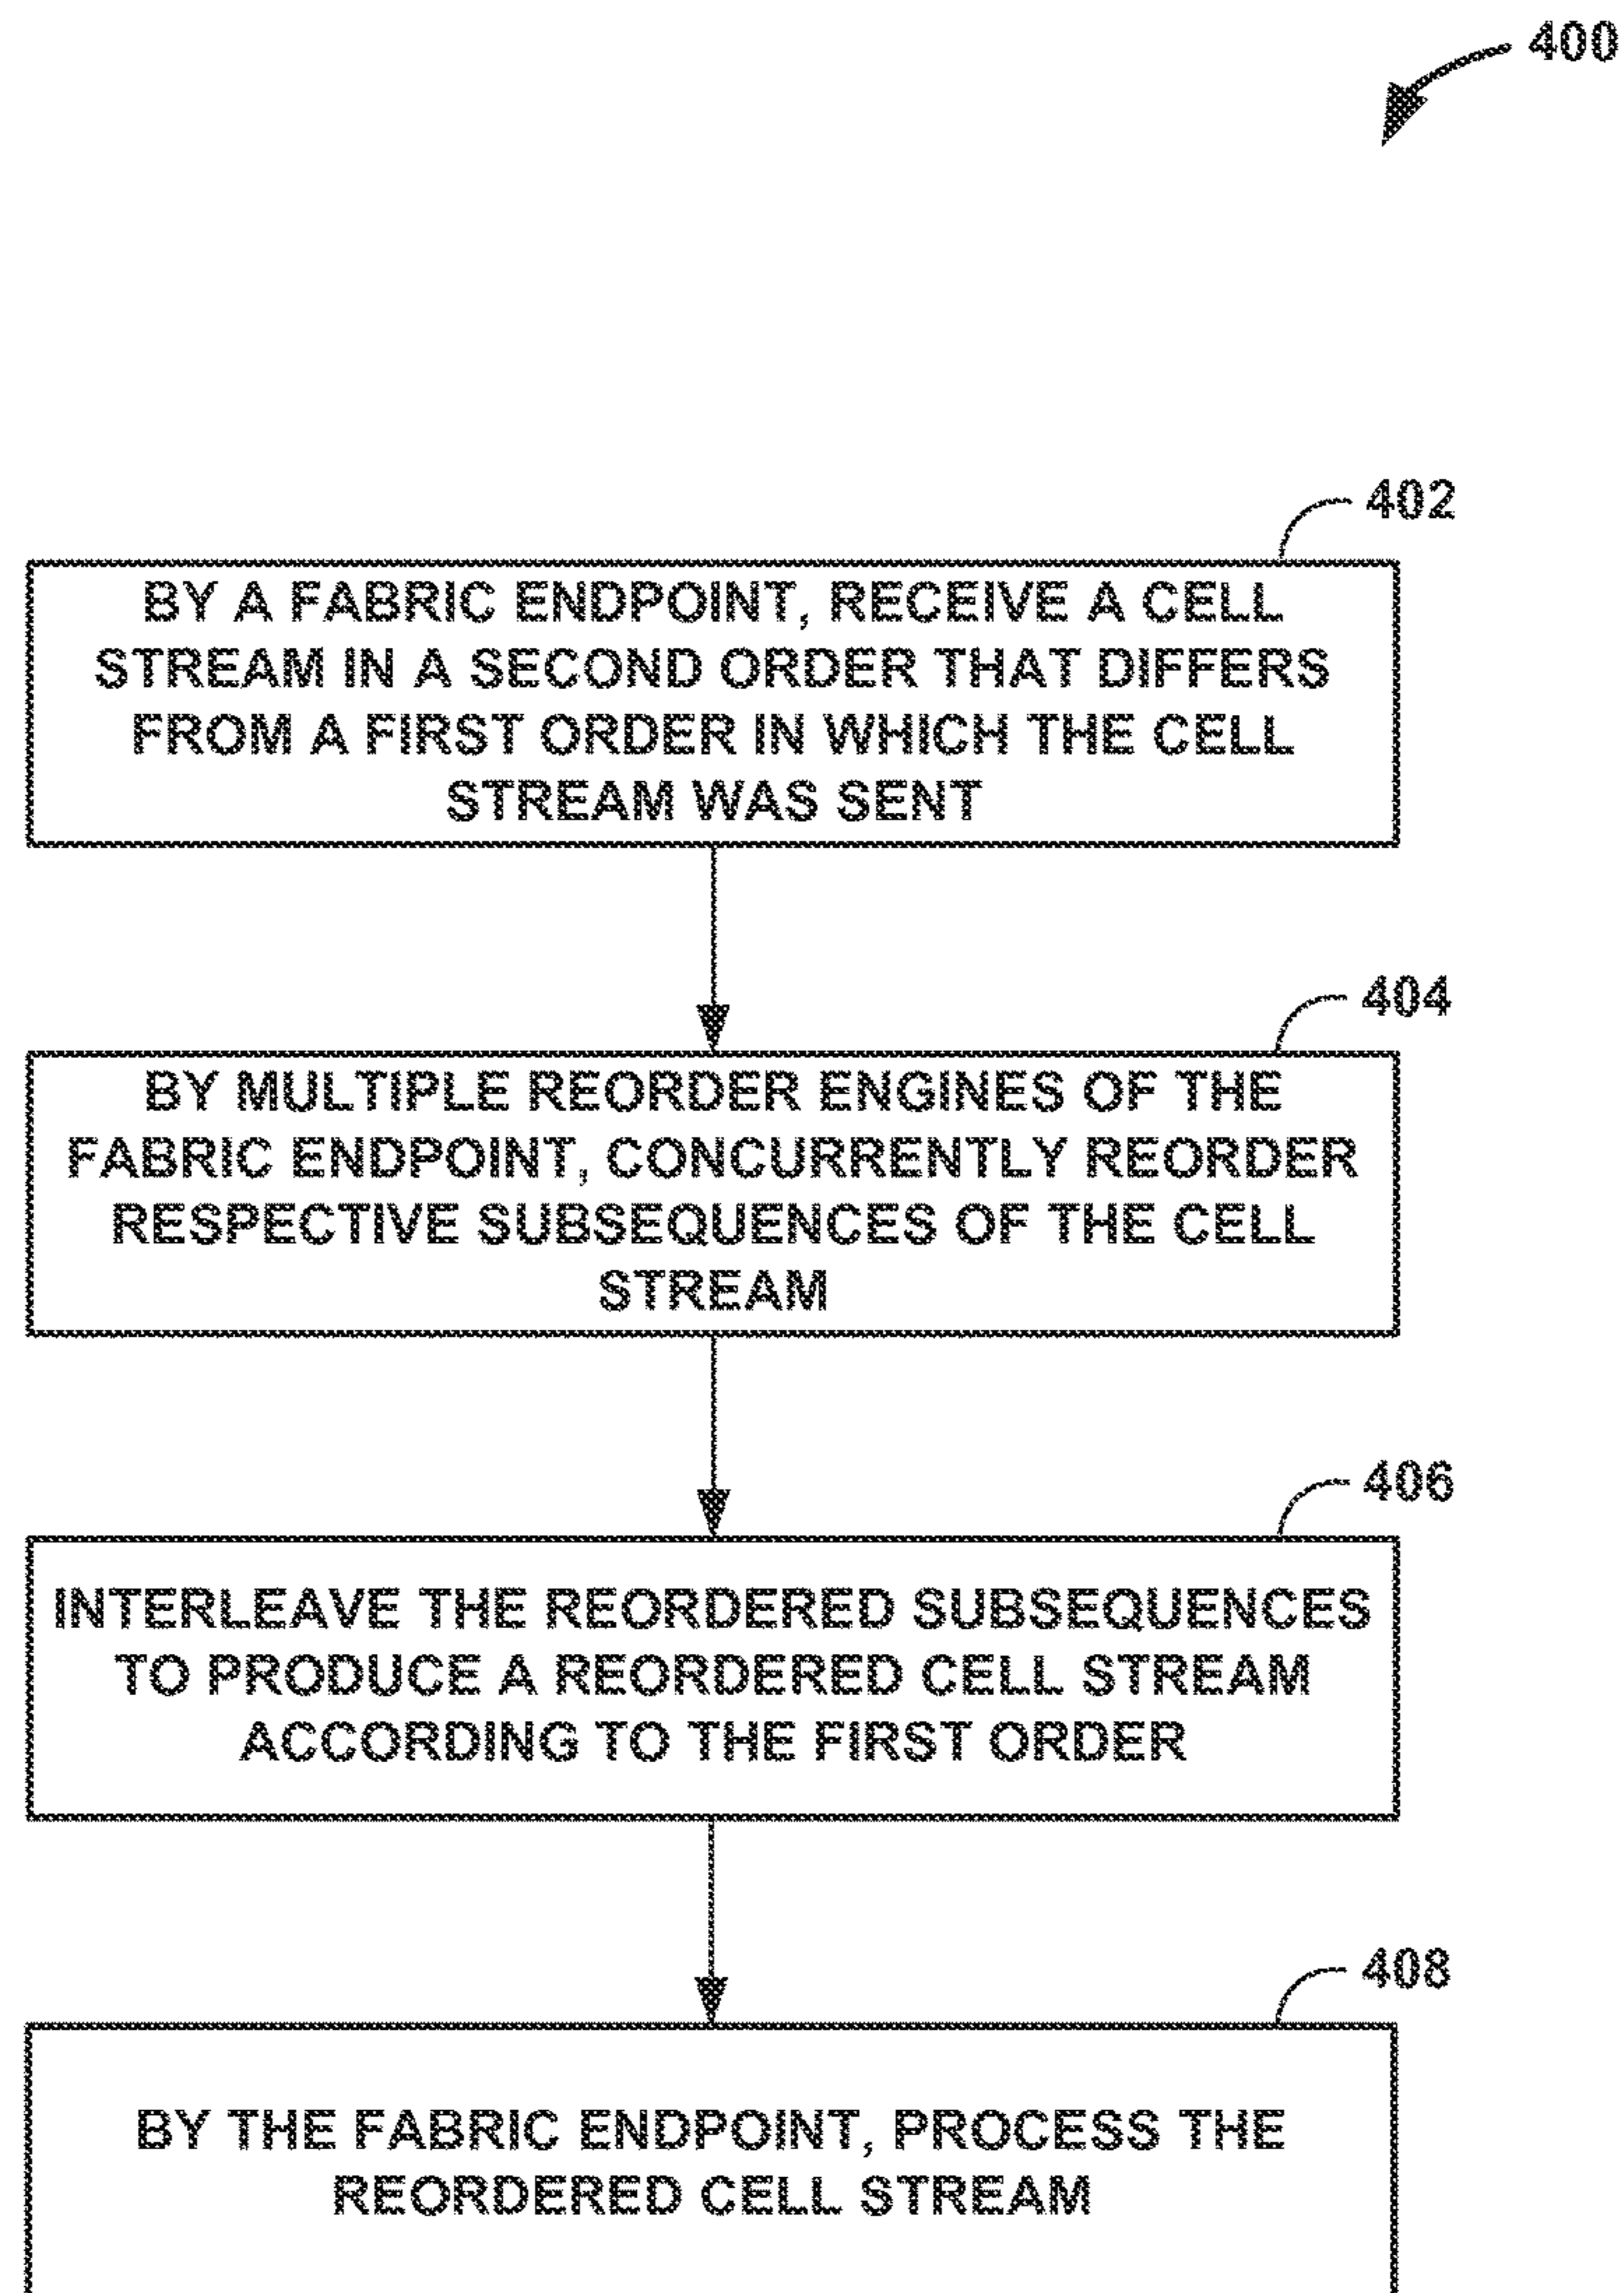 400
402
BY A FABRIC ENDPOINT, RECEIVE A CELL
STREAM IN A SECOND ORDER THAT DIFFERS
FROM A FIRST ORDER IN WHICH THE CELL
STREAM WAS SENT
404
BY MULTIPLE REORDER ENGINES OF THE
FABRIC ENDPOINT, CONCURRENTLY REORDER
RESPECTIVE SUBSEQUENCES OF THE CELL
STREAM
406
INTERLEAVE THE REORDERED SUBSEQUENCES
TO PRODUCE A REORDERED CELL STREAM
ACCORDING TO THE FIRST ORDER
408
BY THE FABRIC ENDPOINT, PROCESS THE
REORDERED CELL STREAM